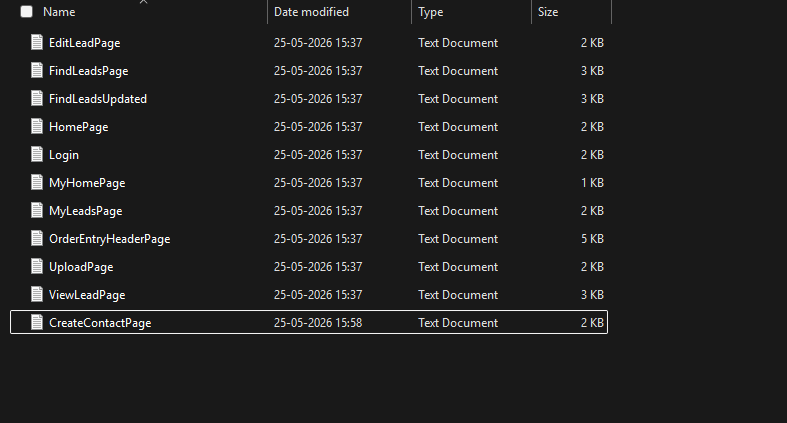 Name Date modified Type Size
EditLeadPage 25-05-2026 15:37 Text Document 2 KB
FindLeadsPage 25-05-2026 15:37 Text Document 3 KB
FindLeadsUpdated 25-05-2026 15:37 Text Document 3 KB
HomePage 25-05-2026 15:37 Text Document 2 KB
Login 25-05-2026 15:37 Text Document 2 KB
MyHomePage 25-05-2026 15:37 Text Document 1 KB
MyLeadsPage 25-05-2026 15:37 Text Document 2 KB
OrderEntryHeaderPage 25-05-2026 15:37 Text Document 5 KB
UploadPage 25-05-2026 15:37 Text Document 2 KB
ViewLeadPage 25-05-2026 15:37 Text Document 3 KB
CreateContactPage 25-05-2026 15:58 Text Document 2 KB